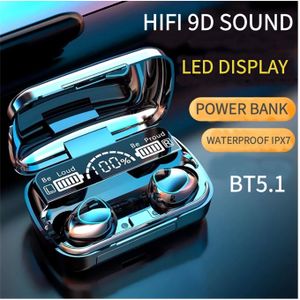 HIFI 9D SOUND
LED DISPLAY
POWER BANK
WATERPROOF IPX7
BT5.1
Be Loud
Be Proud
L
100%
R